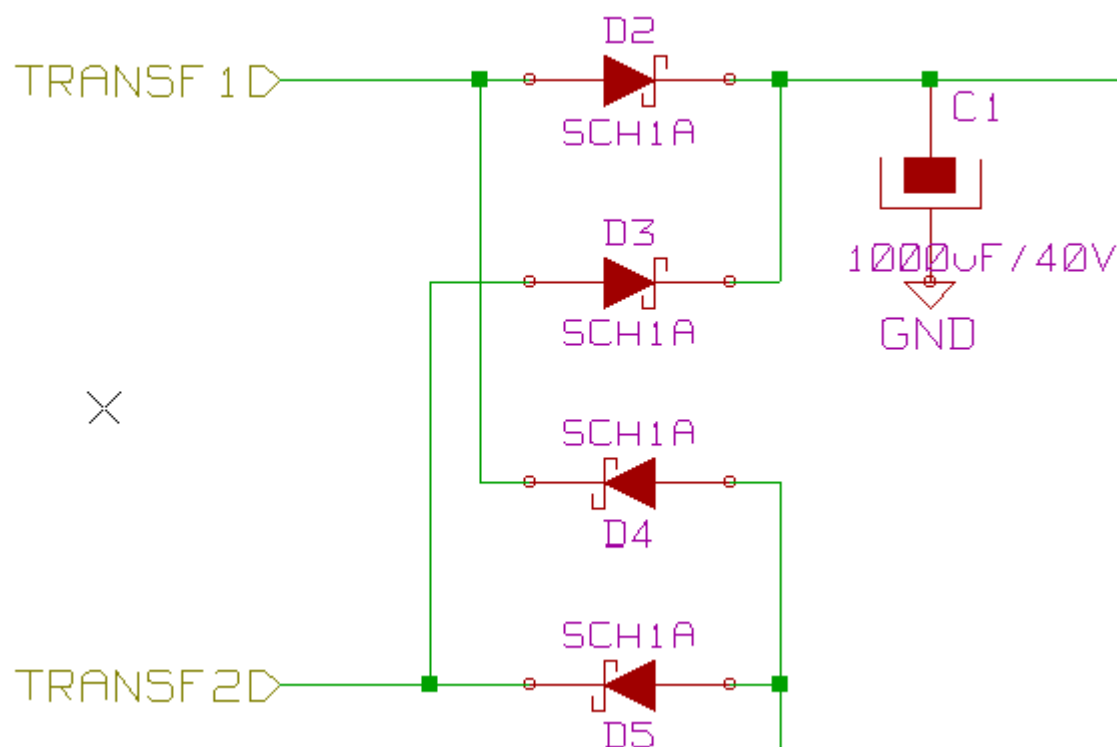 D2
TRANSF 1
SCH1A
C1
D3
1000uF/40V
SCH1A
GND
SCH1A
D4
SCH1A
TRANSF 2
D5